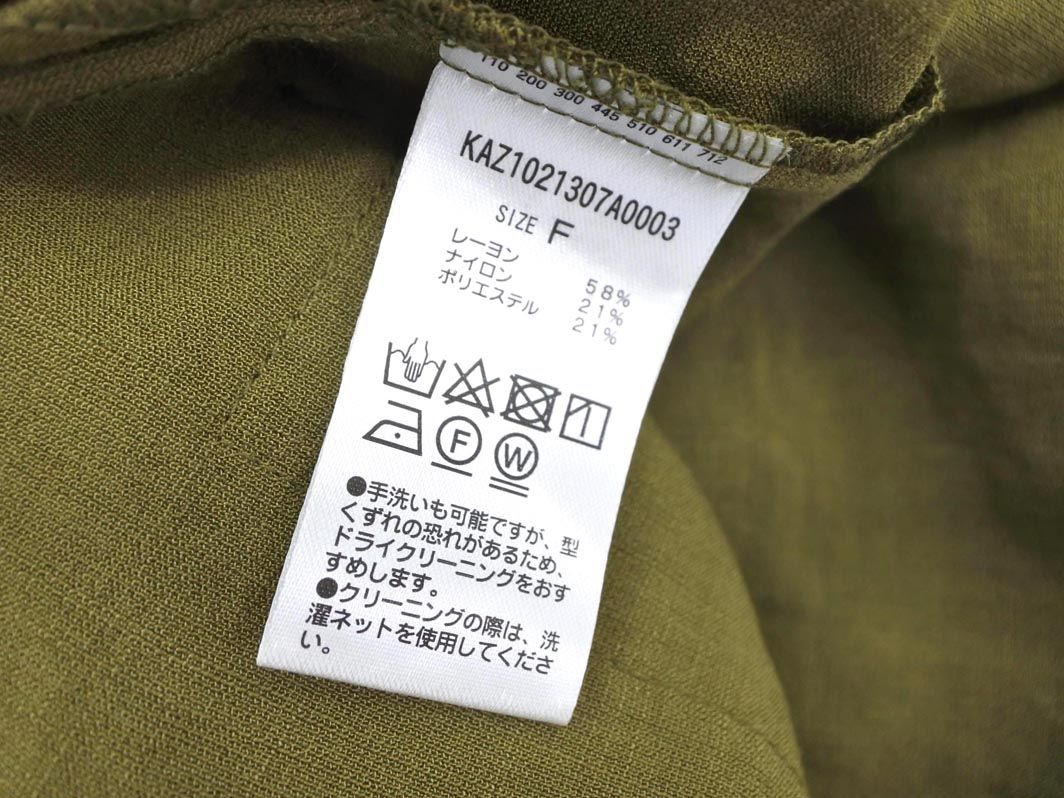 110 200 300 445 510 611 712
KAZ1021307A0003
SIZE F
レーヨン 58%
ナイロン 21%
ポリエステル 21%
F W
●手洗いも可能ですが、型
くずれの恐れがあるため、
ドライクリーニングをおす
すめします。
●クリーニングの際は、洗
濯ネットを使用してくださ
い。